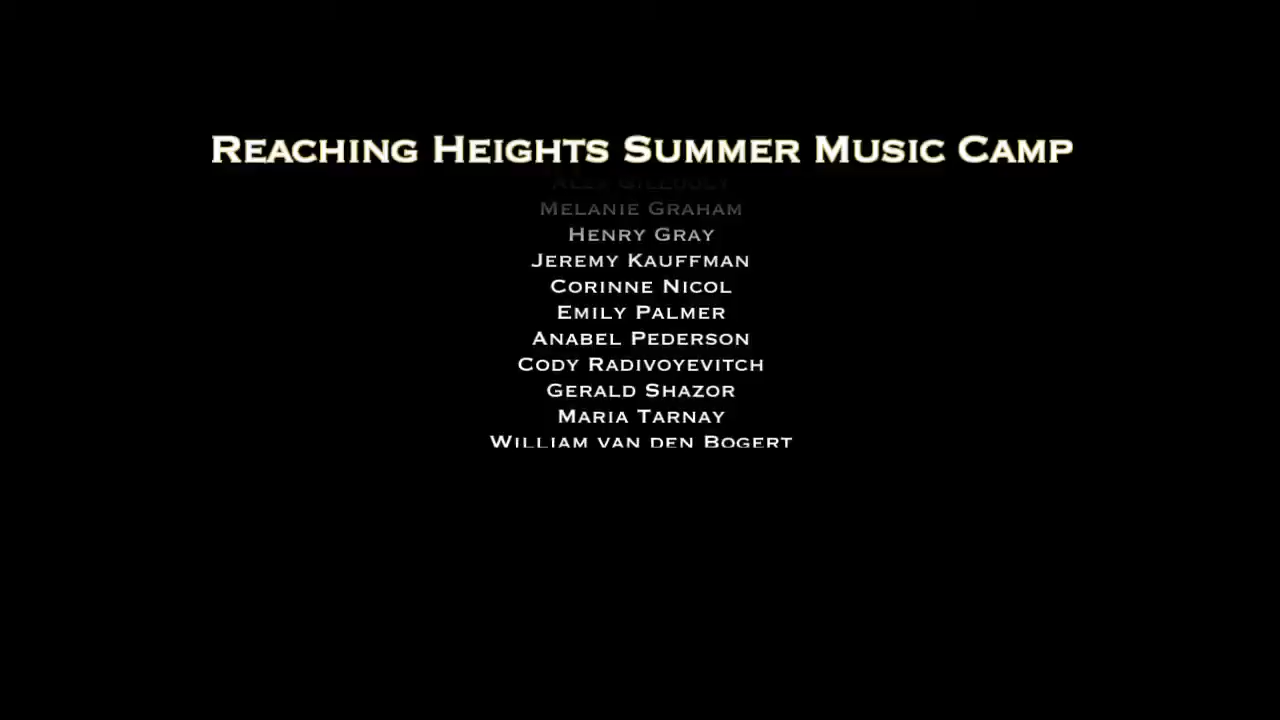 Reaching Heights Summer Music Camp
Melanie Graham
Henry Gray
Jeremy Kauffman
Corinne Nicol
Emily Palmer
Anabel Pederson
Cody Radivoyevitch
Gerald Shazor
Maria Tarnay
William van den Bogert